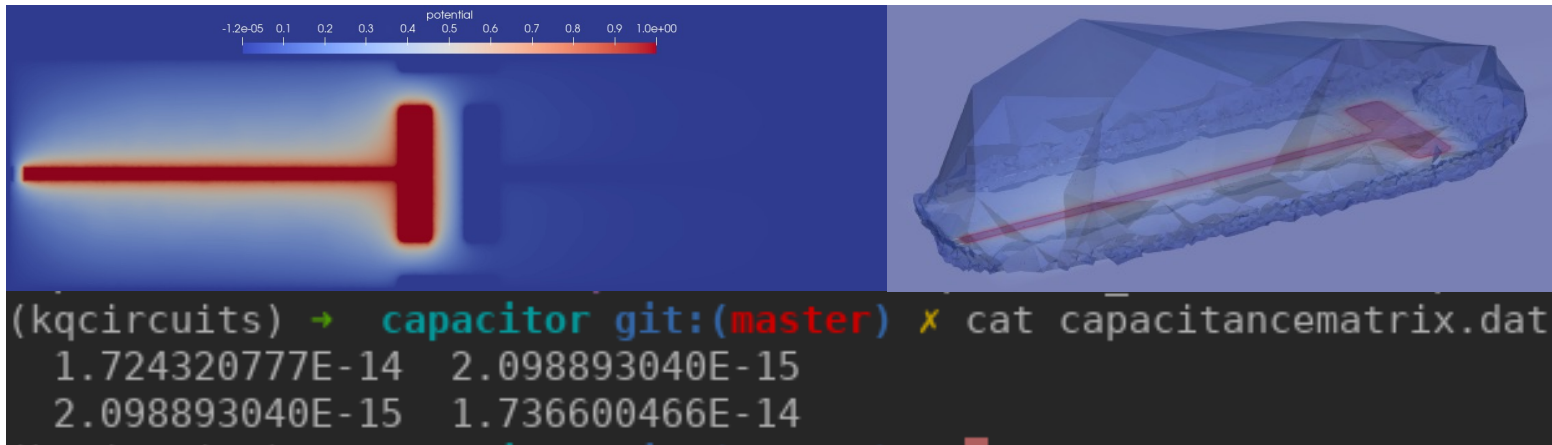 potential
-1.2e-05 0.1 0.2 0.3 0.4 0.5 0.6 0.7 0.8 0.9 1.0e+00
(kqcircuits) ➜ capacitor git:(master) ✗ cat capacitancematrix.dat
1.724320777E-14 2.098893040E-15
2.098893040E-15 1.736600466E-14